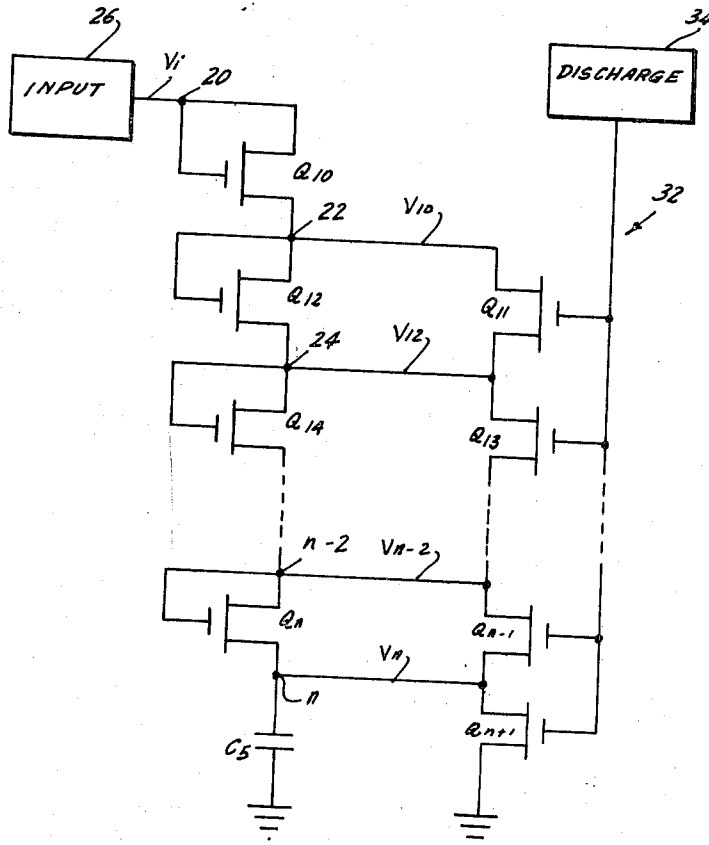 26
34
Vi
20
INPUT
DISCHARGE
Q10
32
22
V10
Q12
Q11
24
V12
Q14
Q13
n-2
Vn-2
Qn
Qn-1
Vn
n
Qn+1
C5